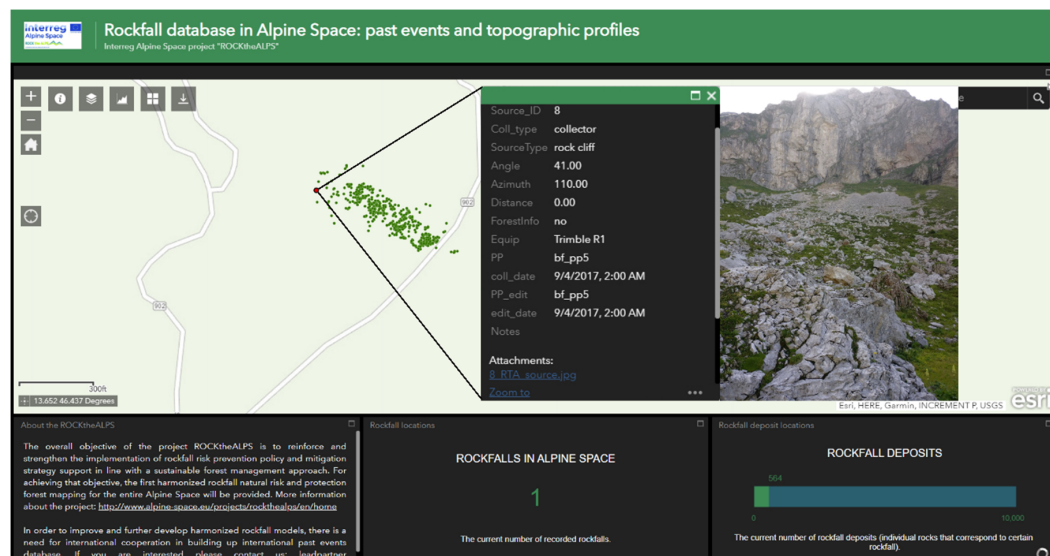 Interreg
Alpine Space
Rockfall database in Alpine Space: past events and topographic profiles
Interreg Alpine Space project "ROCKtheALPS"
Source_ID 8
Coll_type collector
SourceType rock cliff
Angle 41.00
Azimuth 110.00
Distance 0.00
ForestInfo no
Equip Trimble R1
PP bf_pp5
coll_date 9/4/2017, 2:00 AM
PP_edit bf_pp5
edit_date 9/4/2017, 2:00 AM
Notes
Attachments:
8_RTA_source.jpg
Zoom to
902
902
300ft
13.652 46.437 Degrees
Esri, HERE, Garmin, INCREMENT P, USGS
esri
About the ROCKtheALPS
The overall objective of the project ROCKtheALPS is to reinforce and
strengthen the implementation of rockfall risk prevention policy and mitigation
strategy support in line with a sustainable forest management approach. For
achieving that objective, the first harmonized rockfall natural risk and protection
forest mapping for the entire Alpine Space will be provided. More information
about the project: http://www.alpine-space.eu/projects/rockthealps/en/home
In order to improve and further develop harmonized rockfall models, there is a
need for international cooperation in building up international past events
database. If you are interested please contact us: leadpartner
Rockfall locations
ROCKFALLS IN ALPINE SPACE
1
The current number of recorded rockfalls.
Rockfall deposit locations
ROCKFALL DEPOSITS
564
0
10,000
The current number of rockfall deposits (individual rocks that correspond to certain
rockfall).